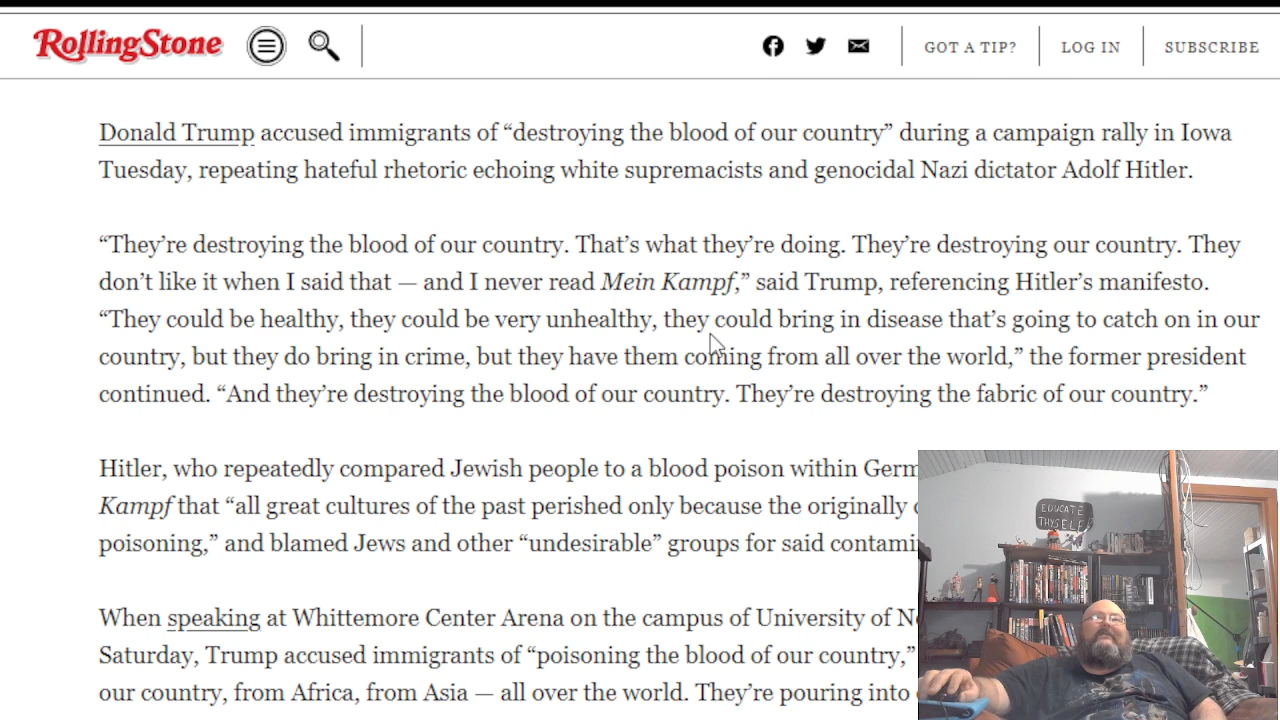 RollingStone
GOT A TIP?
LOG IN
SUBSCRIBE
Donald Trump accused immigrants of “destroying the blood of our country” during a campaign rally in Iowa
Tuesday, repeating hateful rhetoric echoing white supremacists and genocidal Nazi dictator Adolf Hitler.
“They’re destroying the blood of our country. That’s what they’re doing. They’re destroying our country. They
don’t like it when I said that — and I never read Mein Kampf,” said Trump, referencing Hitler’s manifesto.
“They could be healthy, they could be very unhealthy, they could bring in disease that’s going to catch on in our
country, but they do bring in crime, but they have them coming from all over the world,” the former president
continued. “And they’re destroying the blood of our country. They’re destroying the fabric of our country.”
Hitler, who repeatedly compared Jewish people to a blood poison within Germ
Kampf that “all great cultures of the past perished only because the originally
poisoning,” and blamed Jews and other “undesirable” groups for said contami
When speaking at Whittemore Center Arena on the campus of University of
Saturday, Trump accused immigrants of “poisoning the blood of our country,”
our country, from Africa, from Asia — all over the world. They’re pouring into
EDUCATE
THYSELF